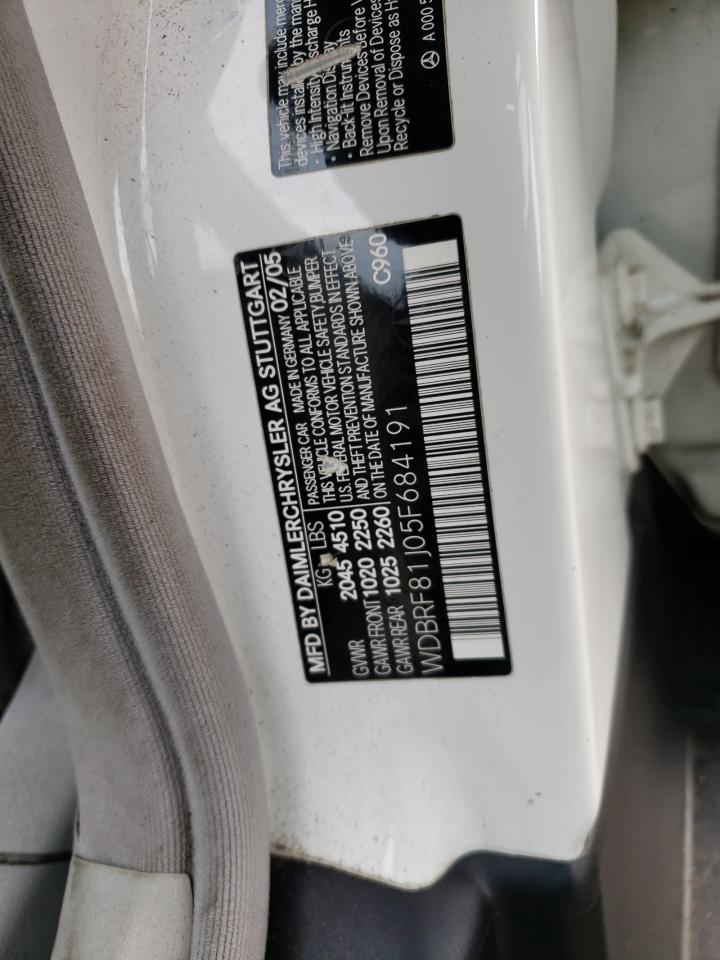 This vehicle may include mer
devices installed by the man
• High Intensity Discharge H
• Navigation Display
• Back-lit Instruments
Remove Devices Before V
Upon Removal of Devices
Recycle or Dispose as H
A 000 5
MFD BY DAIMLERCHRYSLER AG STUTTGART
KG LBS PASSENGER CAR MADE IN GERMANY 02/05
THIS VEHICLE CONFORMS TO ALL APPLICABLE
GVWR 2045 4510 U.S. FEDERAL MOTOR VEHICLE SAFETY, BUMPER
GAWR FRONT 1020 2250 AND THEFT PREVENTION STANDARDS IN EFFECT
GAWR REAR 1025 2260 ON THE DATE OF MANUFACTURE SHOWN ABOVE
WDBRF81J05F684191 C960